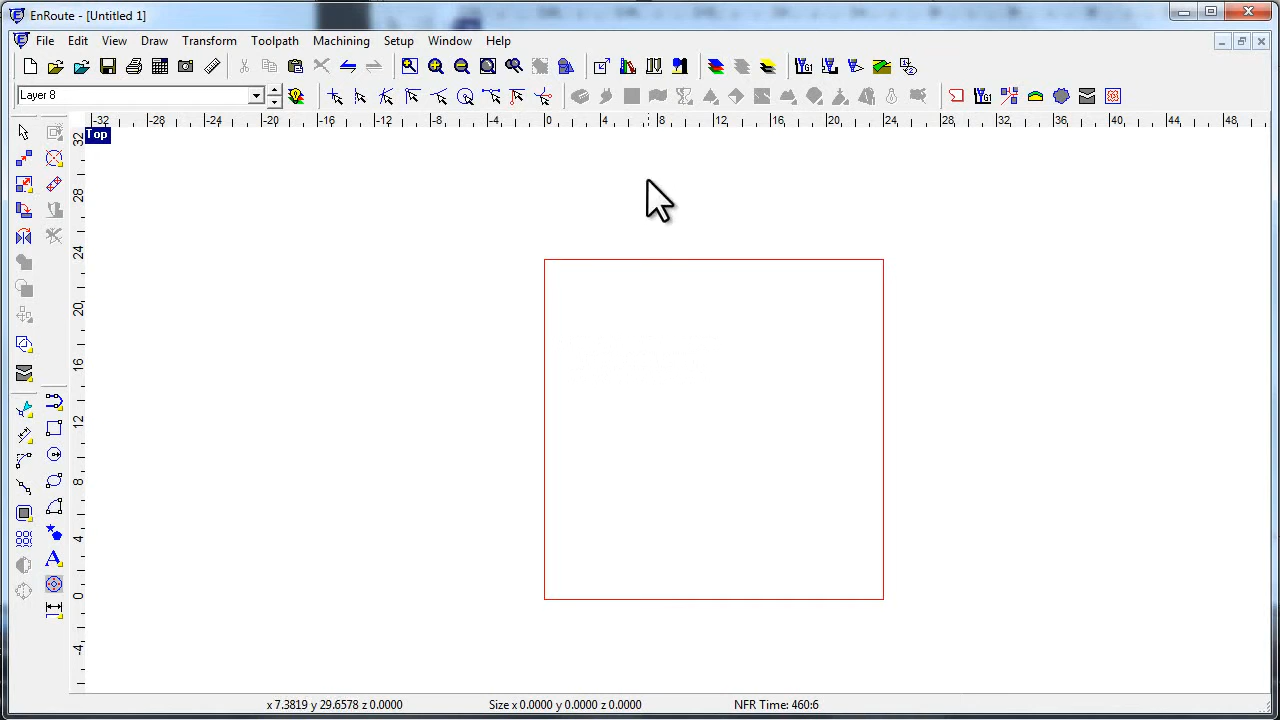 EnRoute - [Untitled 1]
File Edit View Draw Transform Toolpath Machining Setup Window Help
Layer 8
-32 -28 -24 -20 -16 -12 -8 -4 0 4 8 12 16 20 24 28 32 36 40 44 48
Top
32
28
24
20
16
12
8
4
0
-4
x 7.3819 y 29.6578 z 0.0000 Size x 0.0000 y 0.0000 z 0.0000 NFR Time: 460:6